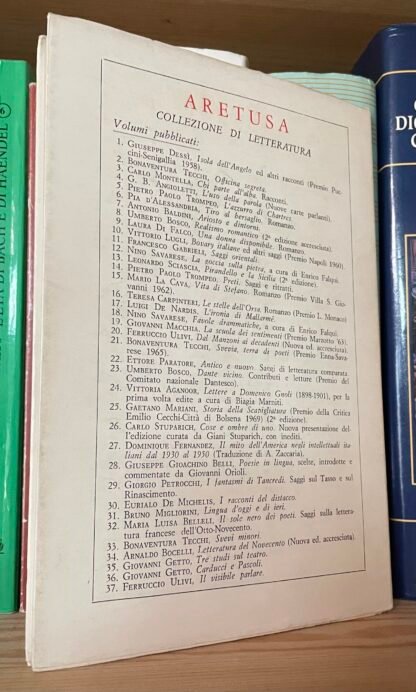 ARETUSA
COLLEZIONE DI LETTERATURA
Volumi pubblicati:
1. GIUSEPPE DESSÌ, Isola dell'Angelo ed altri racconti (Premio Puc-
cini-Senigallia 1958).
2. BONAVENTURA TECCHI, Officina segreta.
3. CARLO MONTELLA, Chi parte all'alba. Racconti.
4. G. B. ANGIOLETTI, L'uso della parola (Nuove carte parlanti).
5. PIETRO PAOLO TROMPEO, L'azzurro di Chartres.
6. PIA D'ALESSANDRIA, Tiro al bersaglio. Romanzo.
7. ANTONIO BALDINI, Ariosto e dintorni.
8. UMBERTO BOSCO, Realismo romantico (2ª edizione accresciuta).
9. LAURA DI FALCO, Una donna disponibile. Romanzo.
10. VITTORIO LUGLI, Bovary italiane ed altri saggi (Premio Napoli 1960).
11. FRANCESCO GABRIELI, Saggi orientali.
12. NINO SAVARESE, La goccia sulla pietra, a cura di Enrico Falqui.
13. LEONARDO SCIASCIA, Pirandello e la Sicilia (2ª edizione).
14. PIETRO PAOLO TROMPEO, Preti. Saggi e ritratti.
15. MARIO LA CAVA, Vita di Stefano. Romanzo (Premio Villa S. Gio-
vanni 1962).
16. TERESA CARPINTERI, Le stelle dell'Orsa. Romanzo (Premio L. Monaco)
17. LUIGI DE NARDIS, L'ironia di Mallarmé.
18. NINO SAVARESE, Favole drammatiche, a cura di Enrico Falqui.
19. GIOVANNI MACCHIA, La scuola dei sentimenti (Premio Marzotto '63).
20. FERRUCCIO ULIVI, Dal Manzoni ai decadenti (Nuova ed. accresciuta).
21. BONAVENTURA TECCHI, Svevia, terra di poeti (Premio Enna-Sava-
rese 1965).
22. ETTORE PARATORE, Antico e nuovo. Sanzi di letteratura comparata.
23. UMBERTO BOSCO, Dante vicino. Contributi e letture (Premio del
Comitato nazionale Dantesco).
24. VITTORIA AGANOOR, Lettere a Domenico Gnoli (1898-1901), per la
prima volta edite a cura di Biagia Marniti.
25. GAETANO MARIANI, Storia della Scapigliatura (Premio della Critica
Emilio Cecchi-Città di Bolsena 1969) (2ª edizione).
26. CARLO STUPARICH, Cose e ombre di uno. Nuova presentazione del-
l'edizione curata da Giani Stuparich, con inediti.
27. DOMINIQUE FERNANDEZ, Il mito dell'America negli intellettuali ita
liani dal 1930 al 1950 (Traduzione di A. Zaccaria).
28. GIUSEPPE GIOACHINO BELLI, Poesie in lingua, scelte, introdotte e
commentate da Giovanni Orioli.
29. GIORGIO PETROCCHI, I fantasmi di Tancredi. Saggi sul Tasso e sul
Rinascimento.
30. EURIALO DE MICHELIS, I racconti del distacco.
31. BRUNO MIGLIORINI, Lingua d'oggi e di ieri.
32. MARIA LUISA BELLELI, Il sole nero dei poeti. Saggi sulla lettera-
tura francese dell'Otto-Novecento.
33. BONAVENTURA TECCHI, Svevi minori.
34. ARNALDO BOCELLI, Letteratura del Novecento (Nuova ed. accresciuta).
35. GIOVANNI GETTO, Tre studi sul teatro.
36. GIOVANNI GETTO, Carducci e Pascoli.
37. FERRUCCIO ULIVI, Il visibile parlare.
DI BACH E DI HAENDEL
6